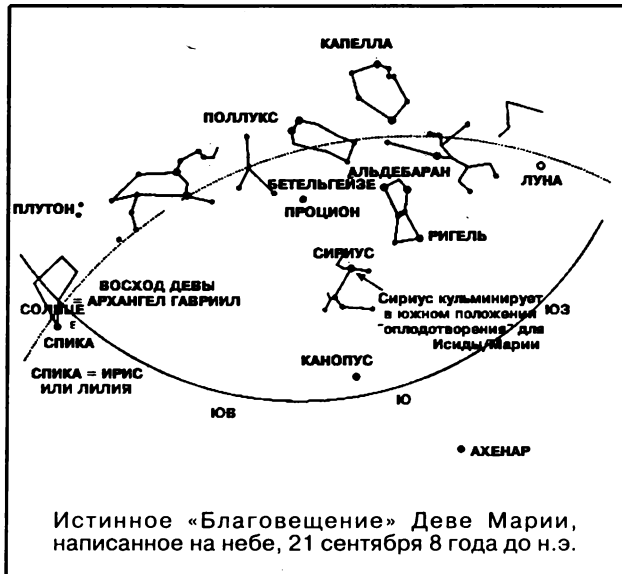 КАПЕЛЛА
ПОЛЛУКС
АЛЬДЕБАРАН
БЕТЕЛЬГЕЙЗЕ
ЛУНА
ПРОЦИОН
ПЛУТОН
РИГЕЛЬ
СИРИУС
ВОСХОД ДЕВЫ
= АРХАНГЕЛ ГАВРИИЛ
СОЛНЦЕ
Е
СПИКА
Сириус кульминирует
в южном положении
"оплодотворения" для
Исиды/Марии
ЮЗ
СПИКА = ИРИС
ИЛИ ЛИЛИЯ
КАНОПУС
ЮВ
Ю
АХЕНАР
Истинное «Благовещение» Деве Марии,
написанное на небе, 21 сентября 8 года до н.э.